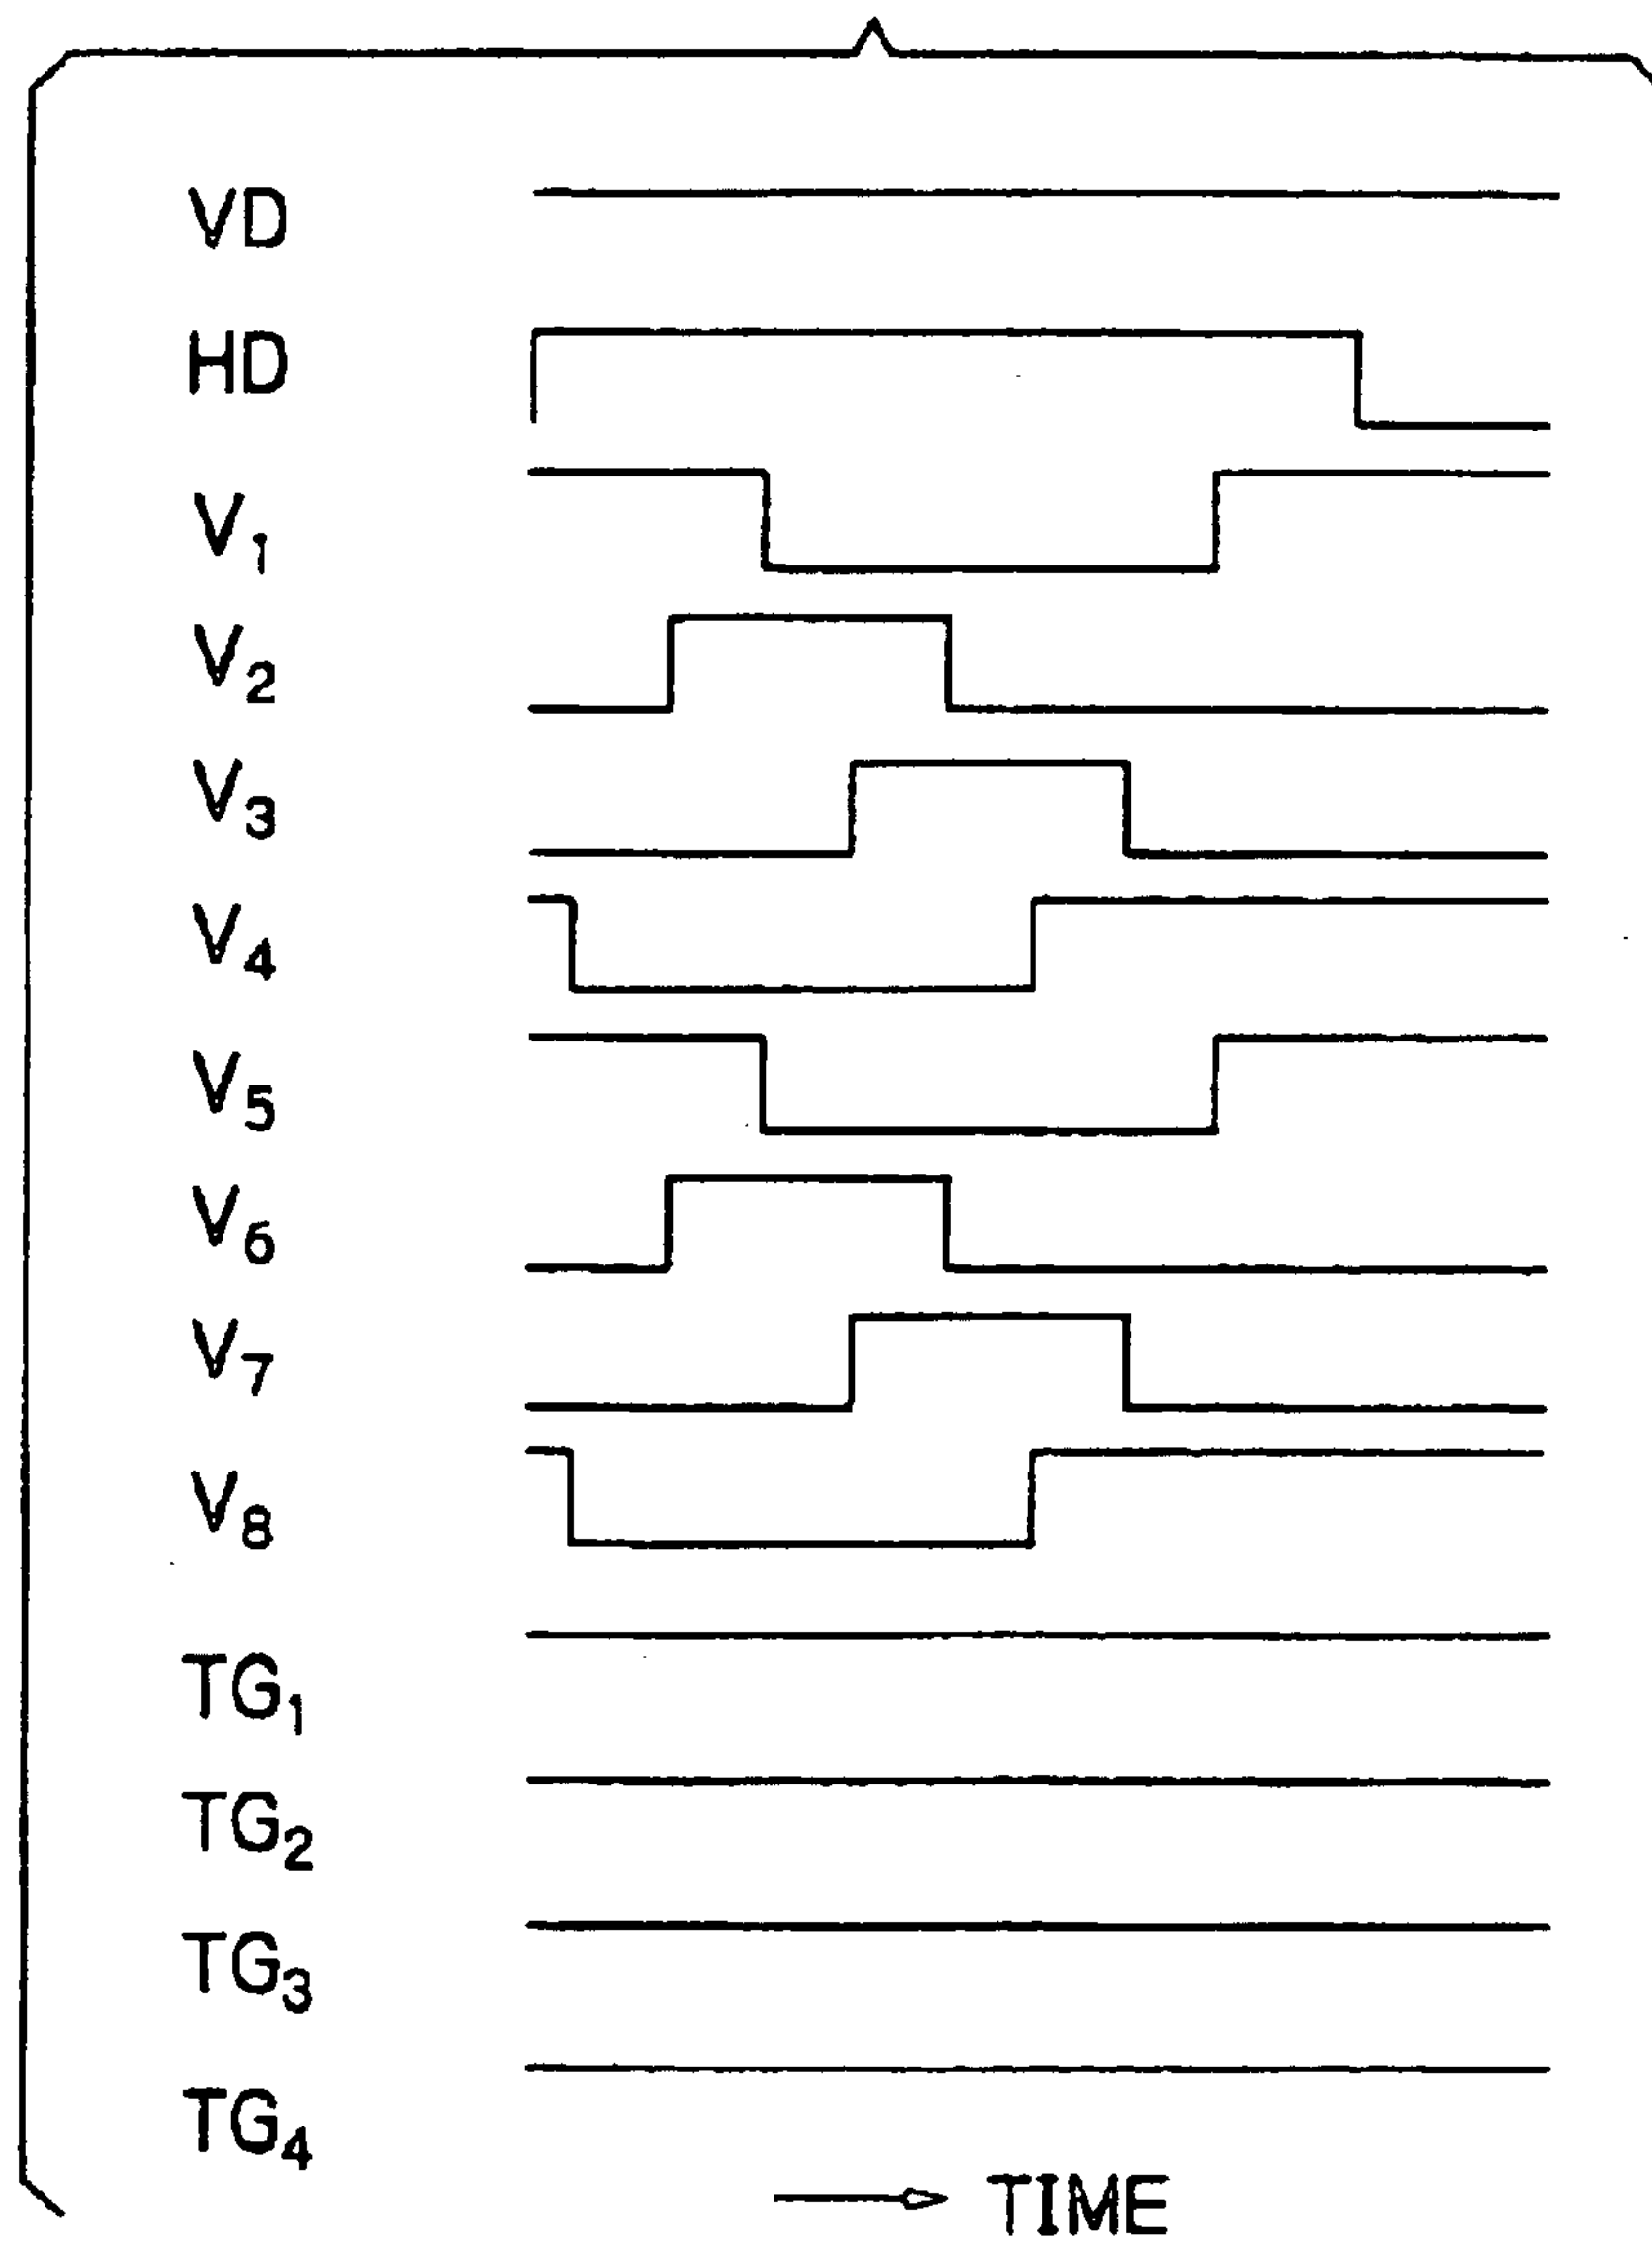 VD
HD
V₁
V₂
V₃
V₄
V₅
V₆
V₇
V₈
TG₁
TG₂
TG₃
TG₄
TIME